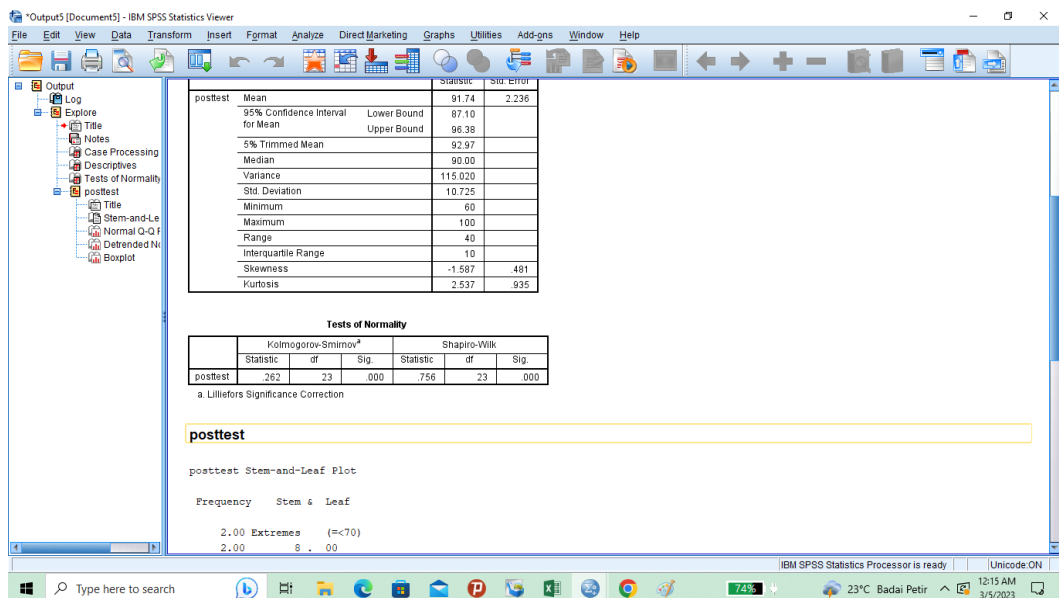 *Output5 [Document5] - IBM SPSS Statistics Viewer
File Edit View Data Transform Insert Format Analyze Direct Marketing Graphs Utilities Add-ons Window Help
Output
Log
Explore
Title
Notes
Case Processing
Descriptives
Tests of Normality
posttest
Title
Stem-and-Le
Normal Q-Q
Detrended No
Boxplot
Statistic Std. Error
posttest Mean 91.74 2.236
95% Confidence Interval for Mean Lower Bound 87.10
Upper Bound 96.38
5% Trimmed Mean 92.97
Median 90.00
Variance 115.020
Std. Deviation 10.725
Minimum 60
Maximum 100
Range 40
Interquartile Range 10
Skewness -1.587 .481
Kurtosis 2.537 .935
Tests of Normality
Kolmogorov-Smirnovᵃ Shapiro-Wilk
Statistic df Sig. Statistic df Sig.
posttest .262 23 .000 .756 23 .000
a. Lilliefors Significance Correction
posttest
posttest Stem-and-Leaf Plot
Frequency Stem & Leaf
2.00 Extremes (=<70)
2.00 8 . 00
IBM SPSS Statistics Processor is ready Unicode:ON
Type here to search
74%
23°C Badai Petir
12:15 AM
3/5/2023